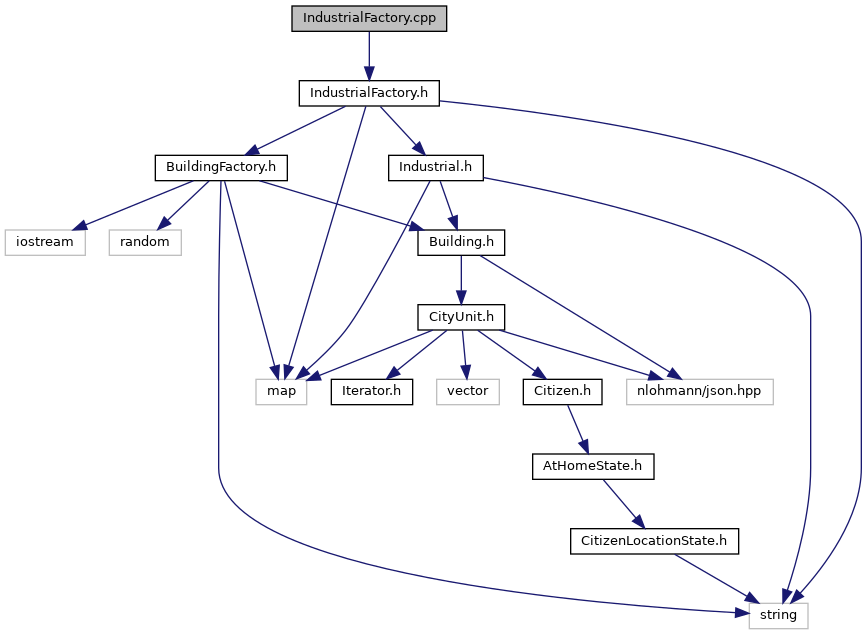 IndustrialFactory.cpp
IndustrialFactory.h
BuildingFactory.h
Industrial.h
iostream
random
Building.h
CityUnit.h
map
Iterator.h
vector
Citizen.h
nlohmann/json.hpp
AtHomeState.h
CitizenLocationState.h
string